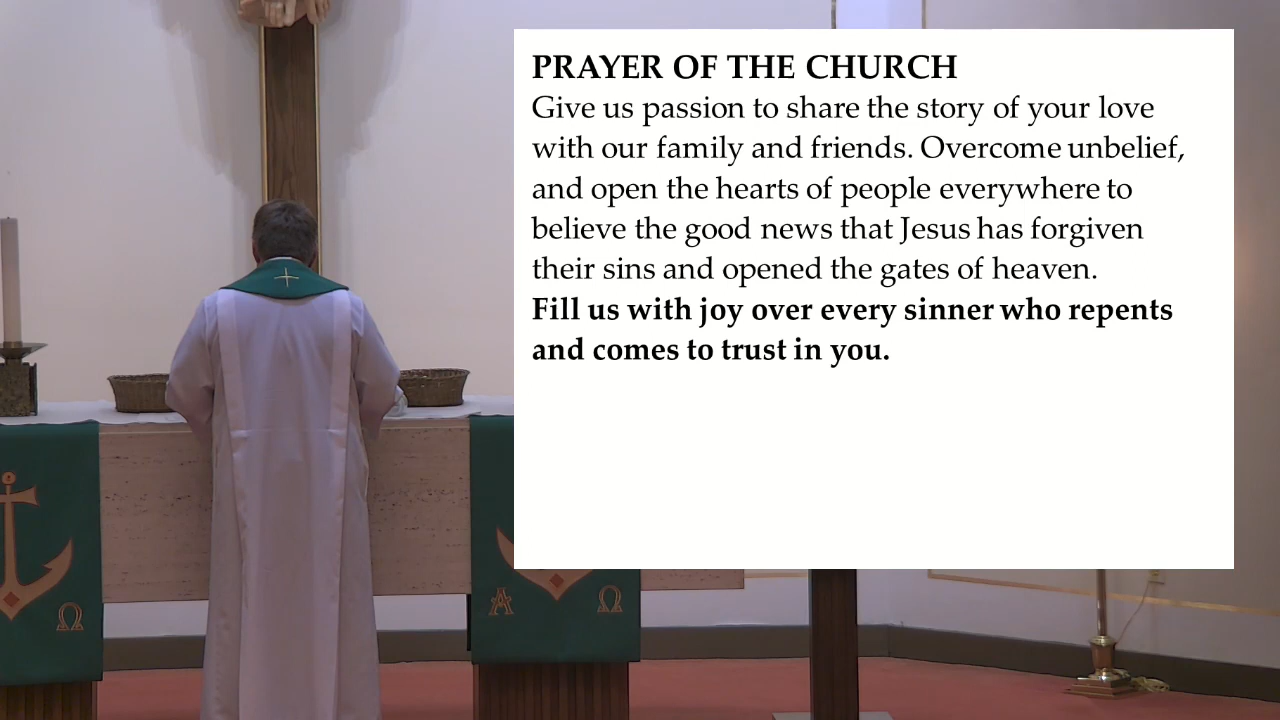 PRAYER OF THE CHURCH
Give us passion to share the story of your love
with our family and friends. Overcome unbelief,
and open the hearts of people everywhere to
believe the good news that Jesus has forgiven
their sins and opened the gates of heaven.
Fill us with joy over every sinner who repents
and comes to trust in you.
Ω
Α Ω